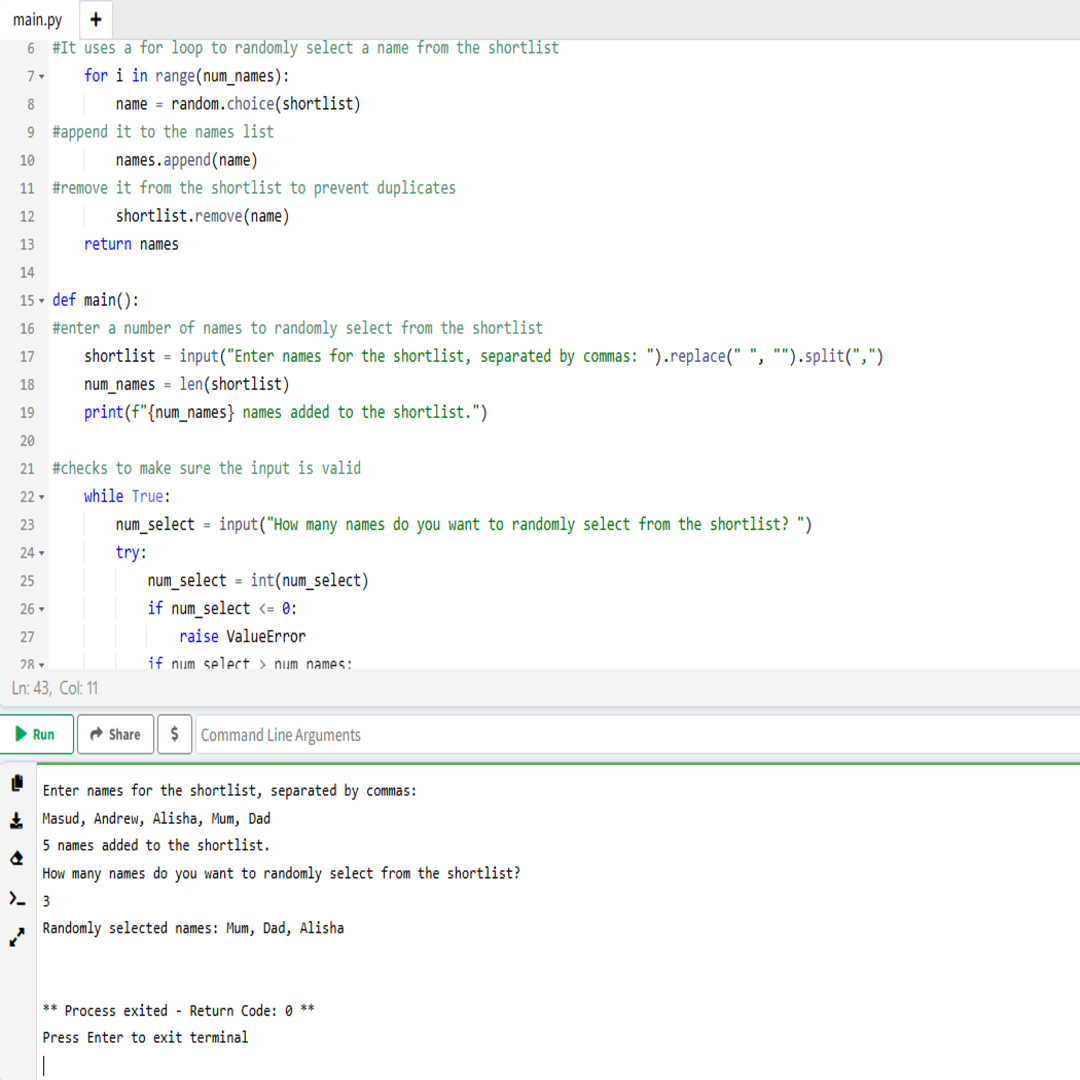 main.py +
6 #It uses a for loop to randomly select a name from the shortlist
7 for i in range(num_names):
8 name = random.choice(shortlist)
9 #append it to the names list
10 names.append(name)
11 #remove it from the shortlist to prevent duplicates
12 shortlist.remove(name)
13 return names
14
15 def main():
16 #enter a number of names to randomly select from the shortlist
17 shortlist = input("Enter names for the shortlist, separated by commas: ").replace(" ", "").split(",")
18 num_names = len(shortlist)
19 print(f"{num_names} names added to the shortlist.")
20
21 #checks to make sure the input is valid
22 while True:
23 num_select = input("How many names do you want to randomly select from the shortlist? ")
24 try:
25 num_select = int(num_select)
26 if num_select <= 0:
27 raise ValueError
28 if num_select > num_names:
Ln: 43, Col: 11
Run Share $ Command Line Arguments
Enter names for the shortlist, separated by commas:
Masud, Andrew, Alisha, Mum, Dad
5 names added to the shortlist.
How many names do you want to randomly select from the shortlist?
3
Randomly selected names: Mum, Dad, Alisha
** Process exited - Return Code: 0 **
Press Enter to exit terminal